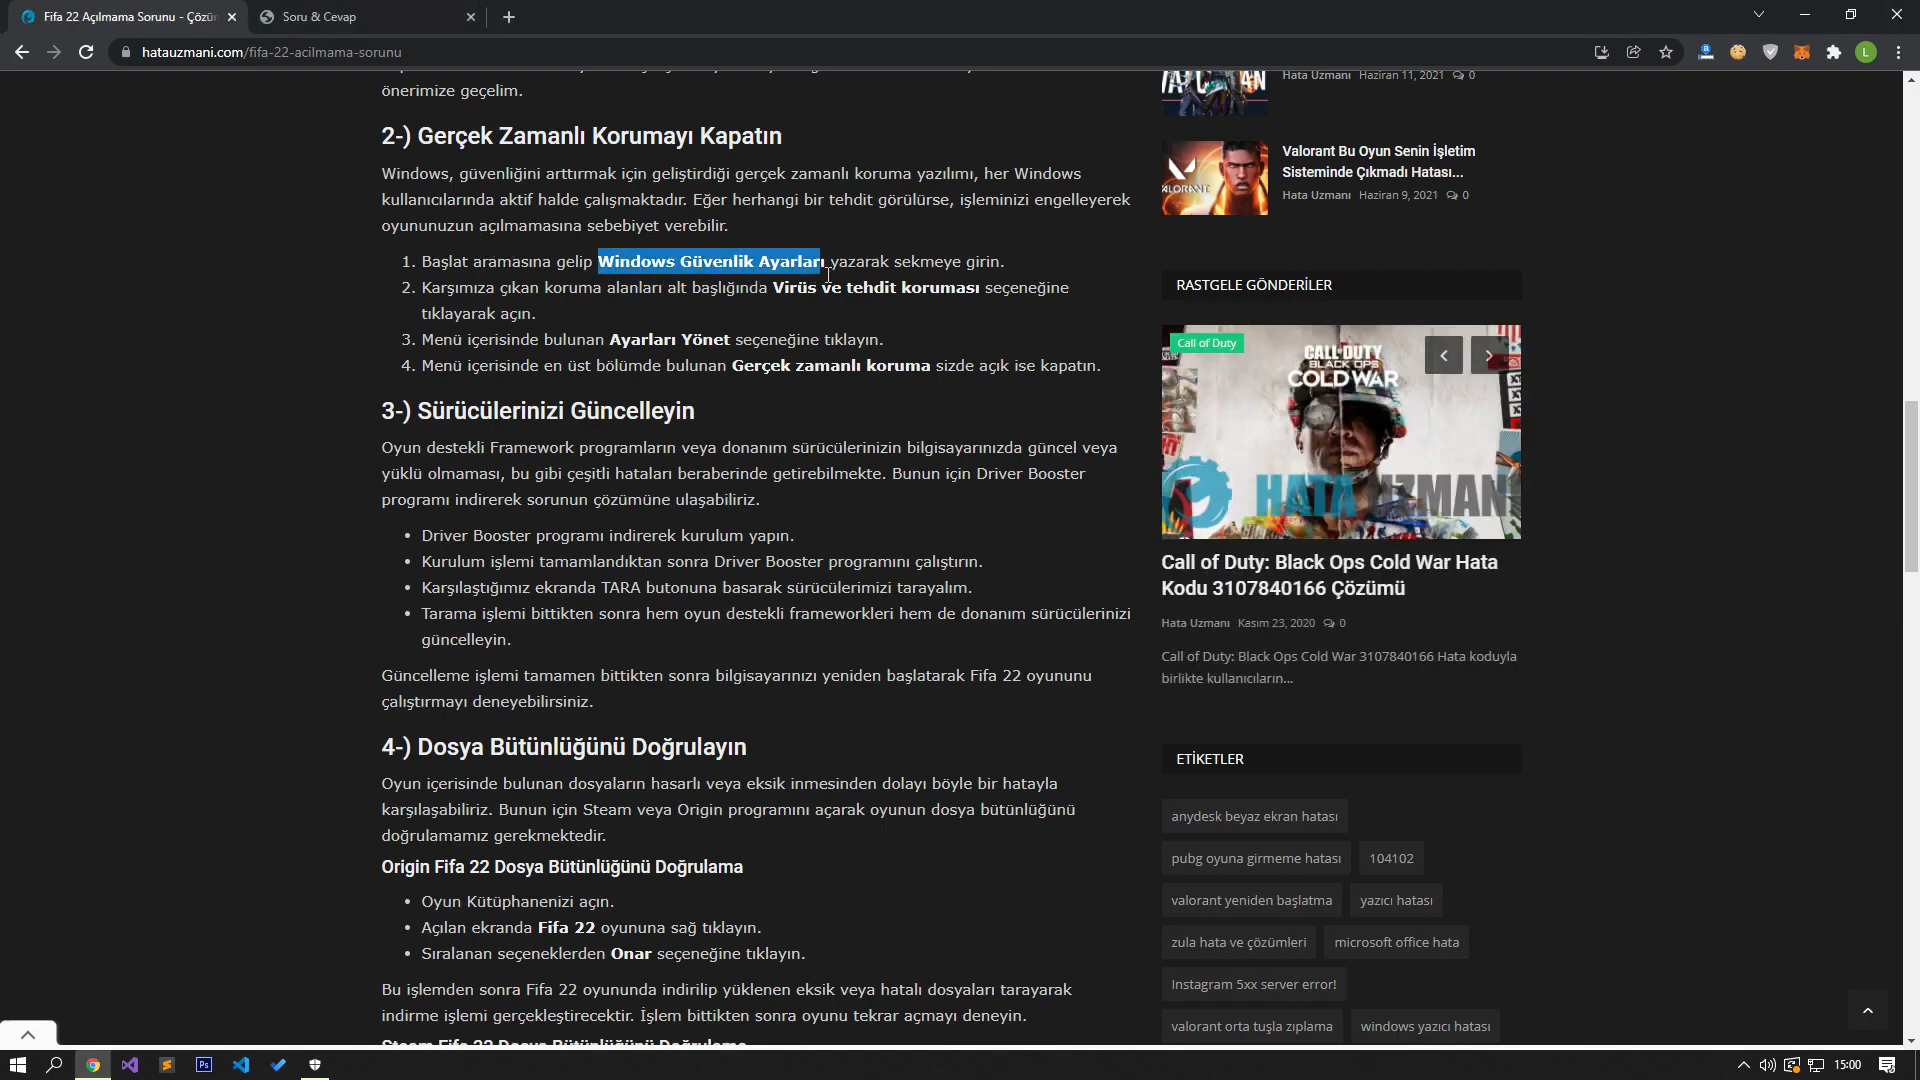 Fifa 22 Açılmama Sorunu - Çözü
Soru & Cevap
hatauzmani.com/fifa-22-acilmama-sorunu
L
önerimize geçelim.
2-) Gerçek Zamanlı Korumayı Kapatın
Windows, güvenliğini arttırmak için geliştirdiği gerçek zamanlı koruma yazılımı, her Windows
kullanıcılarında aktif halde çalışmaktadır. Eğer herhangi bir tehdit görülürse, işleminizi engelleyerek
oyununuzun açılmamasına sebebiyet verebilir.
1. Başlat aramasına gelip Windows Güvenlik Ayarları yazarak sekmeye girin.
2. Karşımıza çıkan koruma alanları alt başlığında Virüs ve tehdit koruması seçeneğine
tıklayarak açın.
3. Menü içerisinde bulunan Ayarları Yönet seçeneğine tıklayın.
4. Menü içerisinde en üst bölümde bulunan Gerçek zamanlı koruma sizde açık ise kapatın.
3-) Sürücülerinizi Güncelleyin
Oyun destekli Framework programların veya donanım sürücülerinizin bilgisayarınızda güncel veya
yüklü olmaması, bu gibi çeşitli hataları beraberinde getirebilmekte. Bunun için Driver Booster
programı indirerek sorunun çözümüne ulaşabiliriz.
• Driver Booster programı indirerek kurulum yapın.
• Kurulum işlemi tamamlandıktan sonra Driver Booster programını çalıştırın.
• Karşılaştığımız ekranda TARA butonuna basarak sürücülerimizi tarayalım.
• Tarama işlemi bittikten sonra hem oyun destekli frameworkleri hem de donanım sürücülerinizi
güncelleyin.
Güncelleme işlemi tamamen bittikten sonra bilgisayarınızı yeniden başlatarak Fifa 22 oyununu
çalıştırmayı deneyebilirsiniz.
4-) Dosya Bütünlüğünü Doğrulayın
Oyun içerisinde bulunan dosyaların hasarlı veya eksik inmesinden dolayı böyle bir hatayla
karşılaşabiliriz. Bunun için Steam veya Origin programını açarak oyunun dosya bütünlüğünü
doğrulamamız gerekmektedir.
Origin Fifa 22 Dosya Bütünlüğünü Doğrulama
• Oyun Kütüphanenizi açın.
• Açılan ekranda Fifa 22 oyununa sağ tıklayın.
• Sıralanan seçeneklerden Onar seçeneğine tıklayın.
Bu işlemden sonra Fifa 22 oyununda indirilip yüklenen eksik veya hatalı dosyaları tarayarak
indirme işlemi gerçekleştirecektir. İşlem bittikten sonra oyunu tekrar açmayı deneyin.
Steam Fifa 22 Dosya Bütünlüğünü Doğrulama
Hata Uzmanı Haziran 11, 2021 0
VALORANT
Valorant Bu Oyun Senin İşletim
Sisteminde Çıkmadı Hatası...
Hata Uzmanı Haziran 9, 2021 0
RASTGELE GÖNDERİLER
Call of Duty
CALL OF DUTY
BLACK OPS
COLD WAR
HATA UZMANI
Call of Duty: Black Ops Cold War Hata
Kodu 3107840166 Çözümü
Hata Uzmanı Kasım 23, 2020 0
Call of Duty: Black Ops Cold War 3107840166 Hata koduyla
birlikte kullanıcıların...
ETİKETLER
anydesk beyaz ekran hatası
pubg oyuna girmeme hatası 104102
valorant yeniden başlatma yazıcı hatası
zula hata ve çözümleri microsoft office hata
Instagram 5xx server error!
valorant orta tuşla zıplama windows yazıcı hatası
Ps
15:00